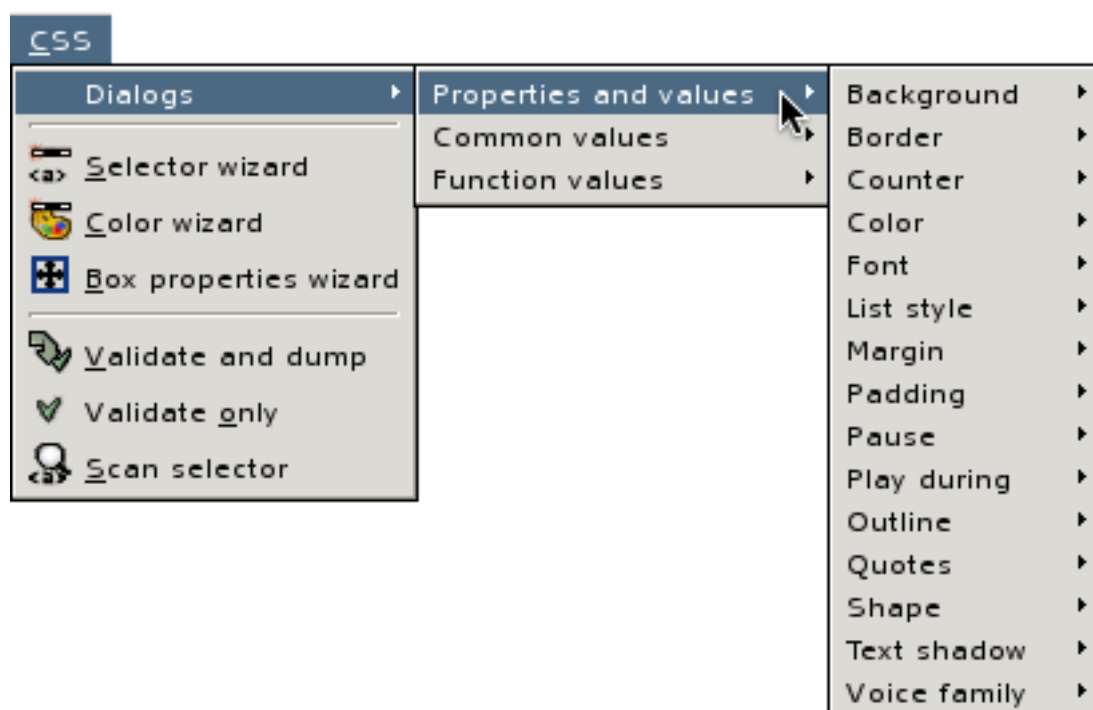 CSS
Dialogs
Selector wizard
Color wizard
Box properties wizard
Validate and dump
Validate only
Scan selector
Properties and values
Common values
Function values
Background
Border
Counter
Color
Font
List style
Margin
Padding
Pause
Play during
Outline
Quotes
Shape
Text shadow
Voice family